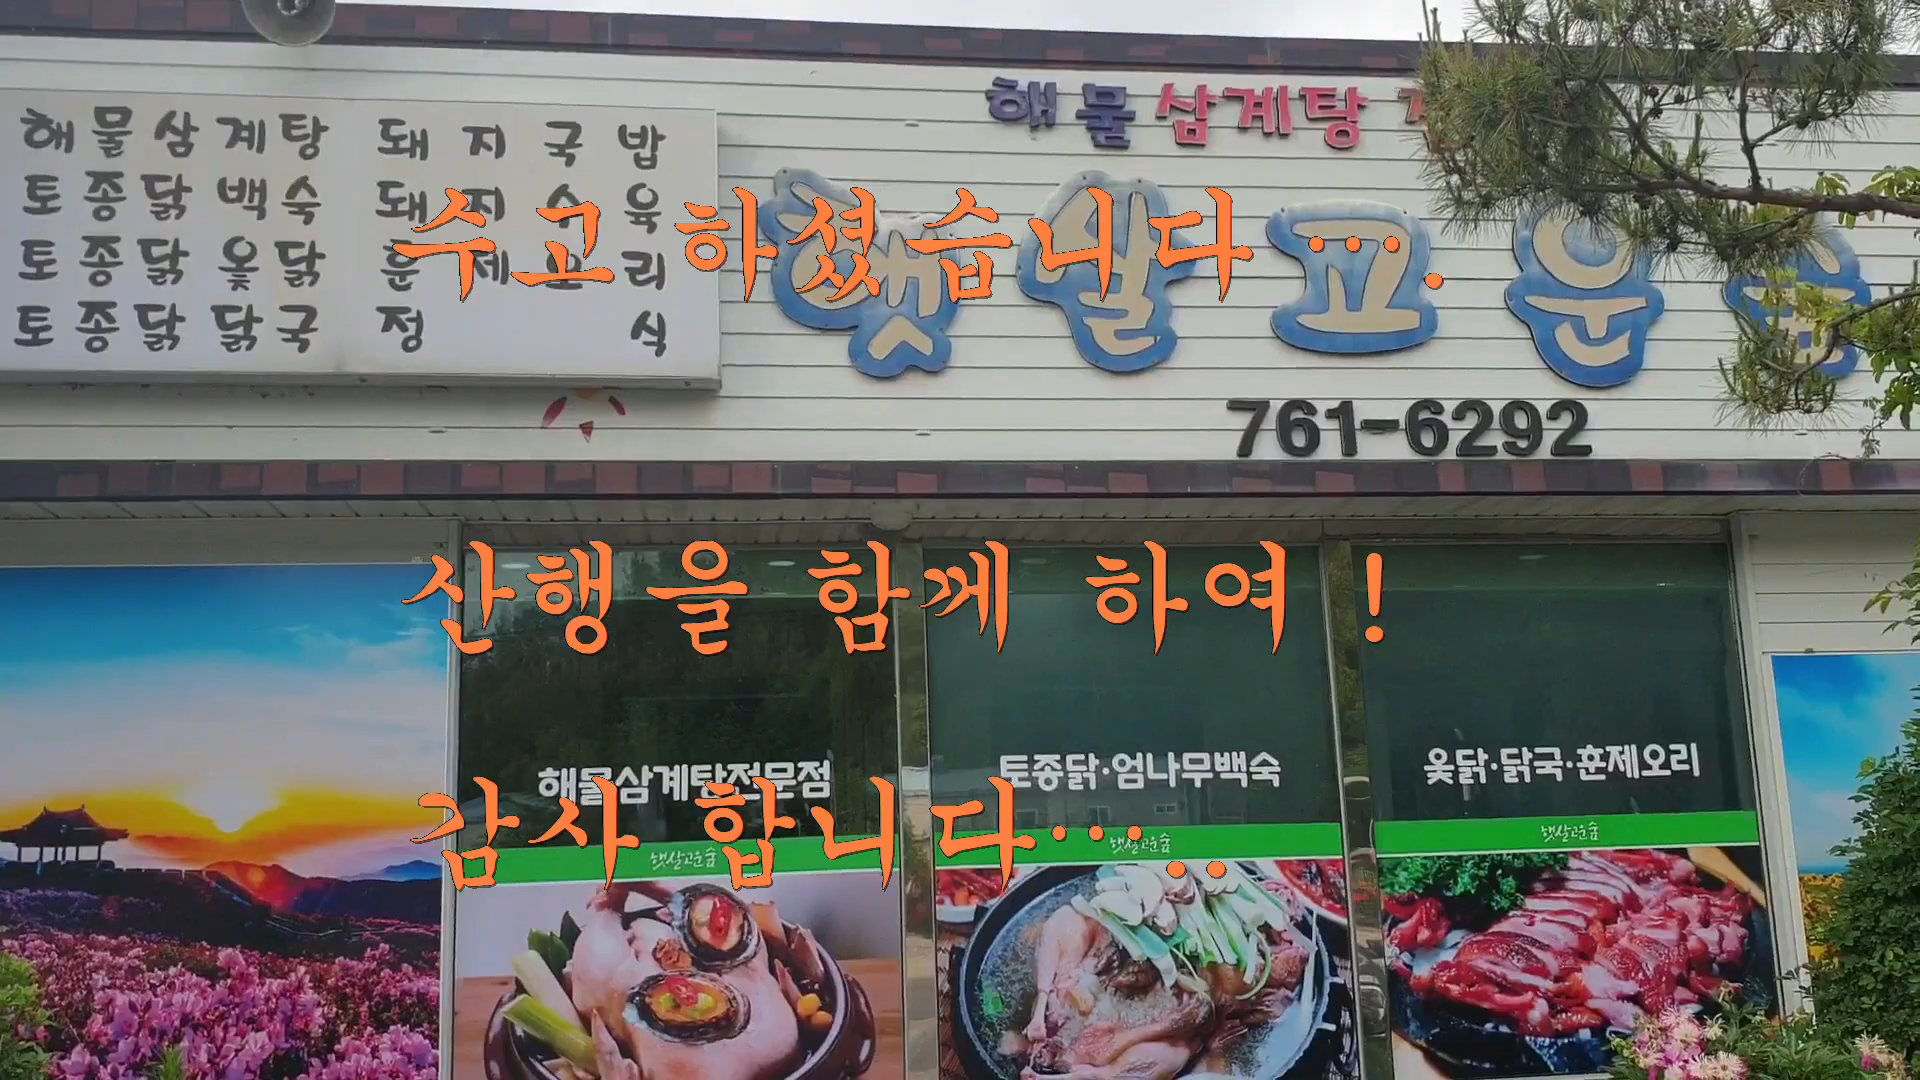 해물삼계탕 돼지국밥
토종닭백숙 돼지수육
토종닭옻닭 훈제오리
토종닭닭국 정식
해물삼계탕
햇살고운숲
761-6292
수고 하셨습니다 ….
산행을 함께 하여 !
감사 합니다…..
해물삼계탕전문점
토종닭·엄나무백숙
옻닭·닭국·훈제오리
햇살고운숲
햇살고운숲
햇살고운숲